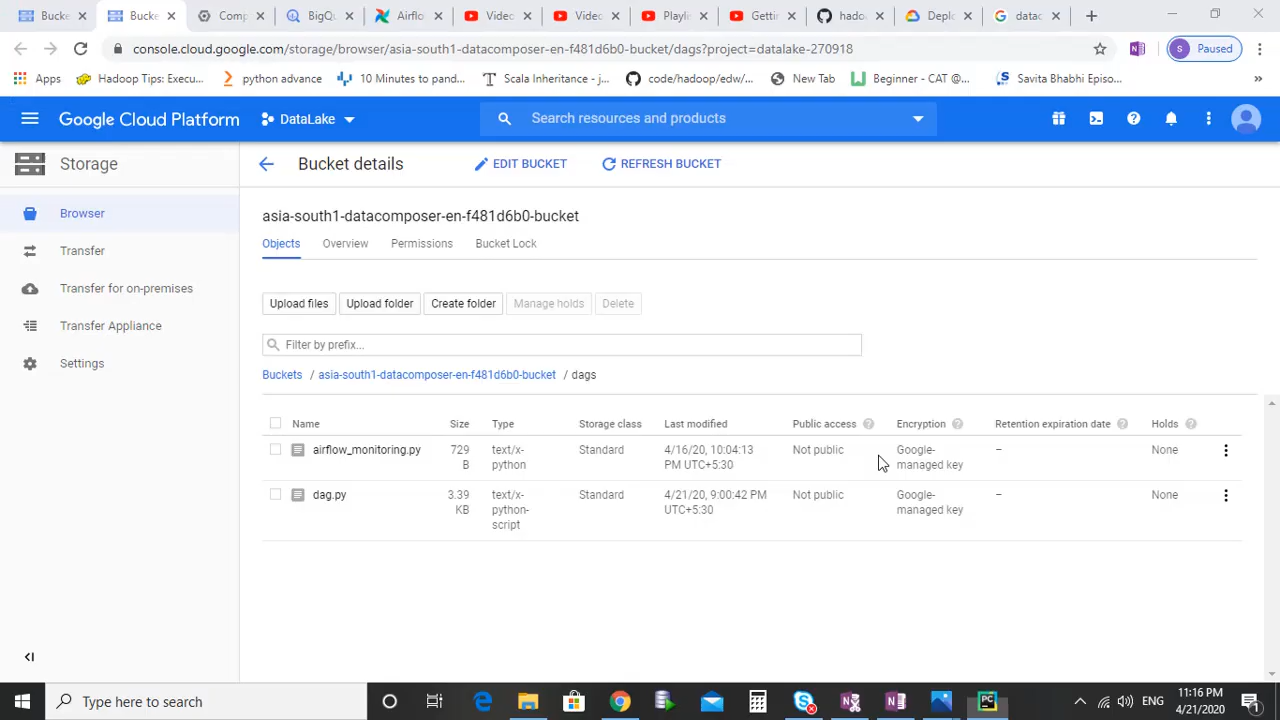 Bucke
Bucke
Comp
BigQU
Airflov
Video
Video
Playlis
Gettin
hado
Deplo
datac
console.cloud.google.com/storage/browser/asia-south1-datacomposer-en-f481d6b0-bucket/dags?project=datalake-270918
S Paused
Apps
Hadoop Tips: Execu...
python advance
10 Minutes to pand...
Scala Inheritance - j...
code/hadoop/edw/...
New Tab
Beginner - CAT @...
Savita Bhabhi Episo...
»
Google Cloud Platform
DataLake
Search resources and products
Storage
Bucket details
EDIT BUCKET
REFRESH BUCKET
Browser
Transfer
Transfer for on-premises
Transfer Appliance
Settings
asia-south1-datacomposer-en-f481d6b0-bucket
Objects Overview Permissions Bucket Lock
Upload files Upload folder Create folder Manage holds Delete
Filter by prefix...
Buckets / asia-south1-datacomposer-en-f481d6b0-bucket / dags
Name Size Type Storage class Last modified Public access Encryption Retention expiration date Holds
airflow_monitoring.py 729 text/x- Standard 4/16/20, 10:04:13 Not public Google- – None
B python PM UTC+5:30 managed key
dag.py 3.39 text/x- Standard 4/21/20, 9:00:42 PM Not public Google- – None
KB python- UTC+5:30 managed key
script
Type here to search
ENG
11:16 PM
4/21/2020